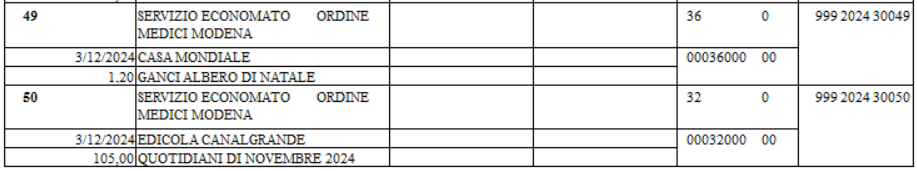 49 SERVIZIO ECONOMATO ORDINE 36 0 999 2024 30049
MEDICI MODENA
3/12/2024 CASA MONDIALE 00036000 00
1,20 GANCI ALBERO DI NATALE
50 SERVIZIO ECONOMATO ORDINE 32 0 999 2024 30050
MEDICI MODENA
3/12/2024 EDICOLA CANALGRANDE 00032000 00
105,00 QUOTIDIANI DI NOVEMBRE 2024